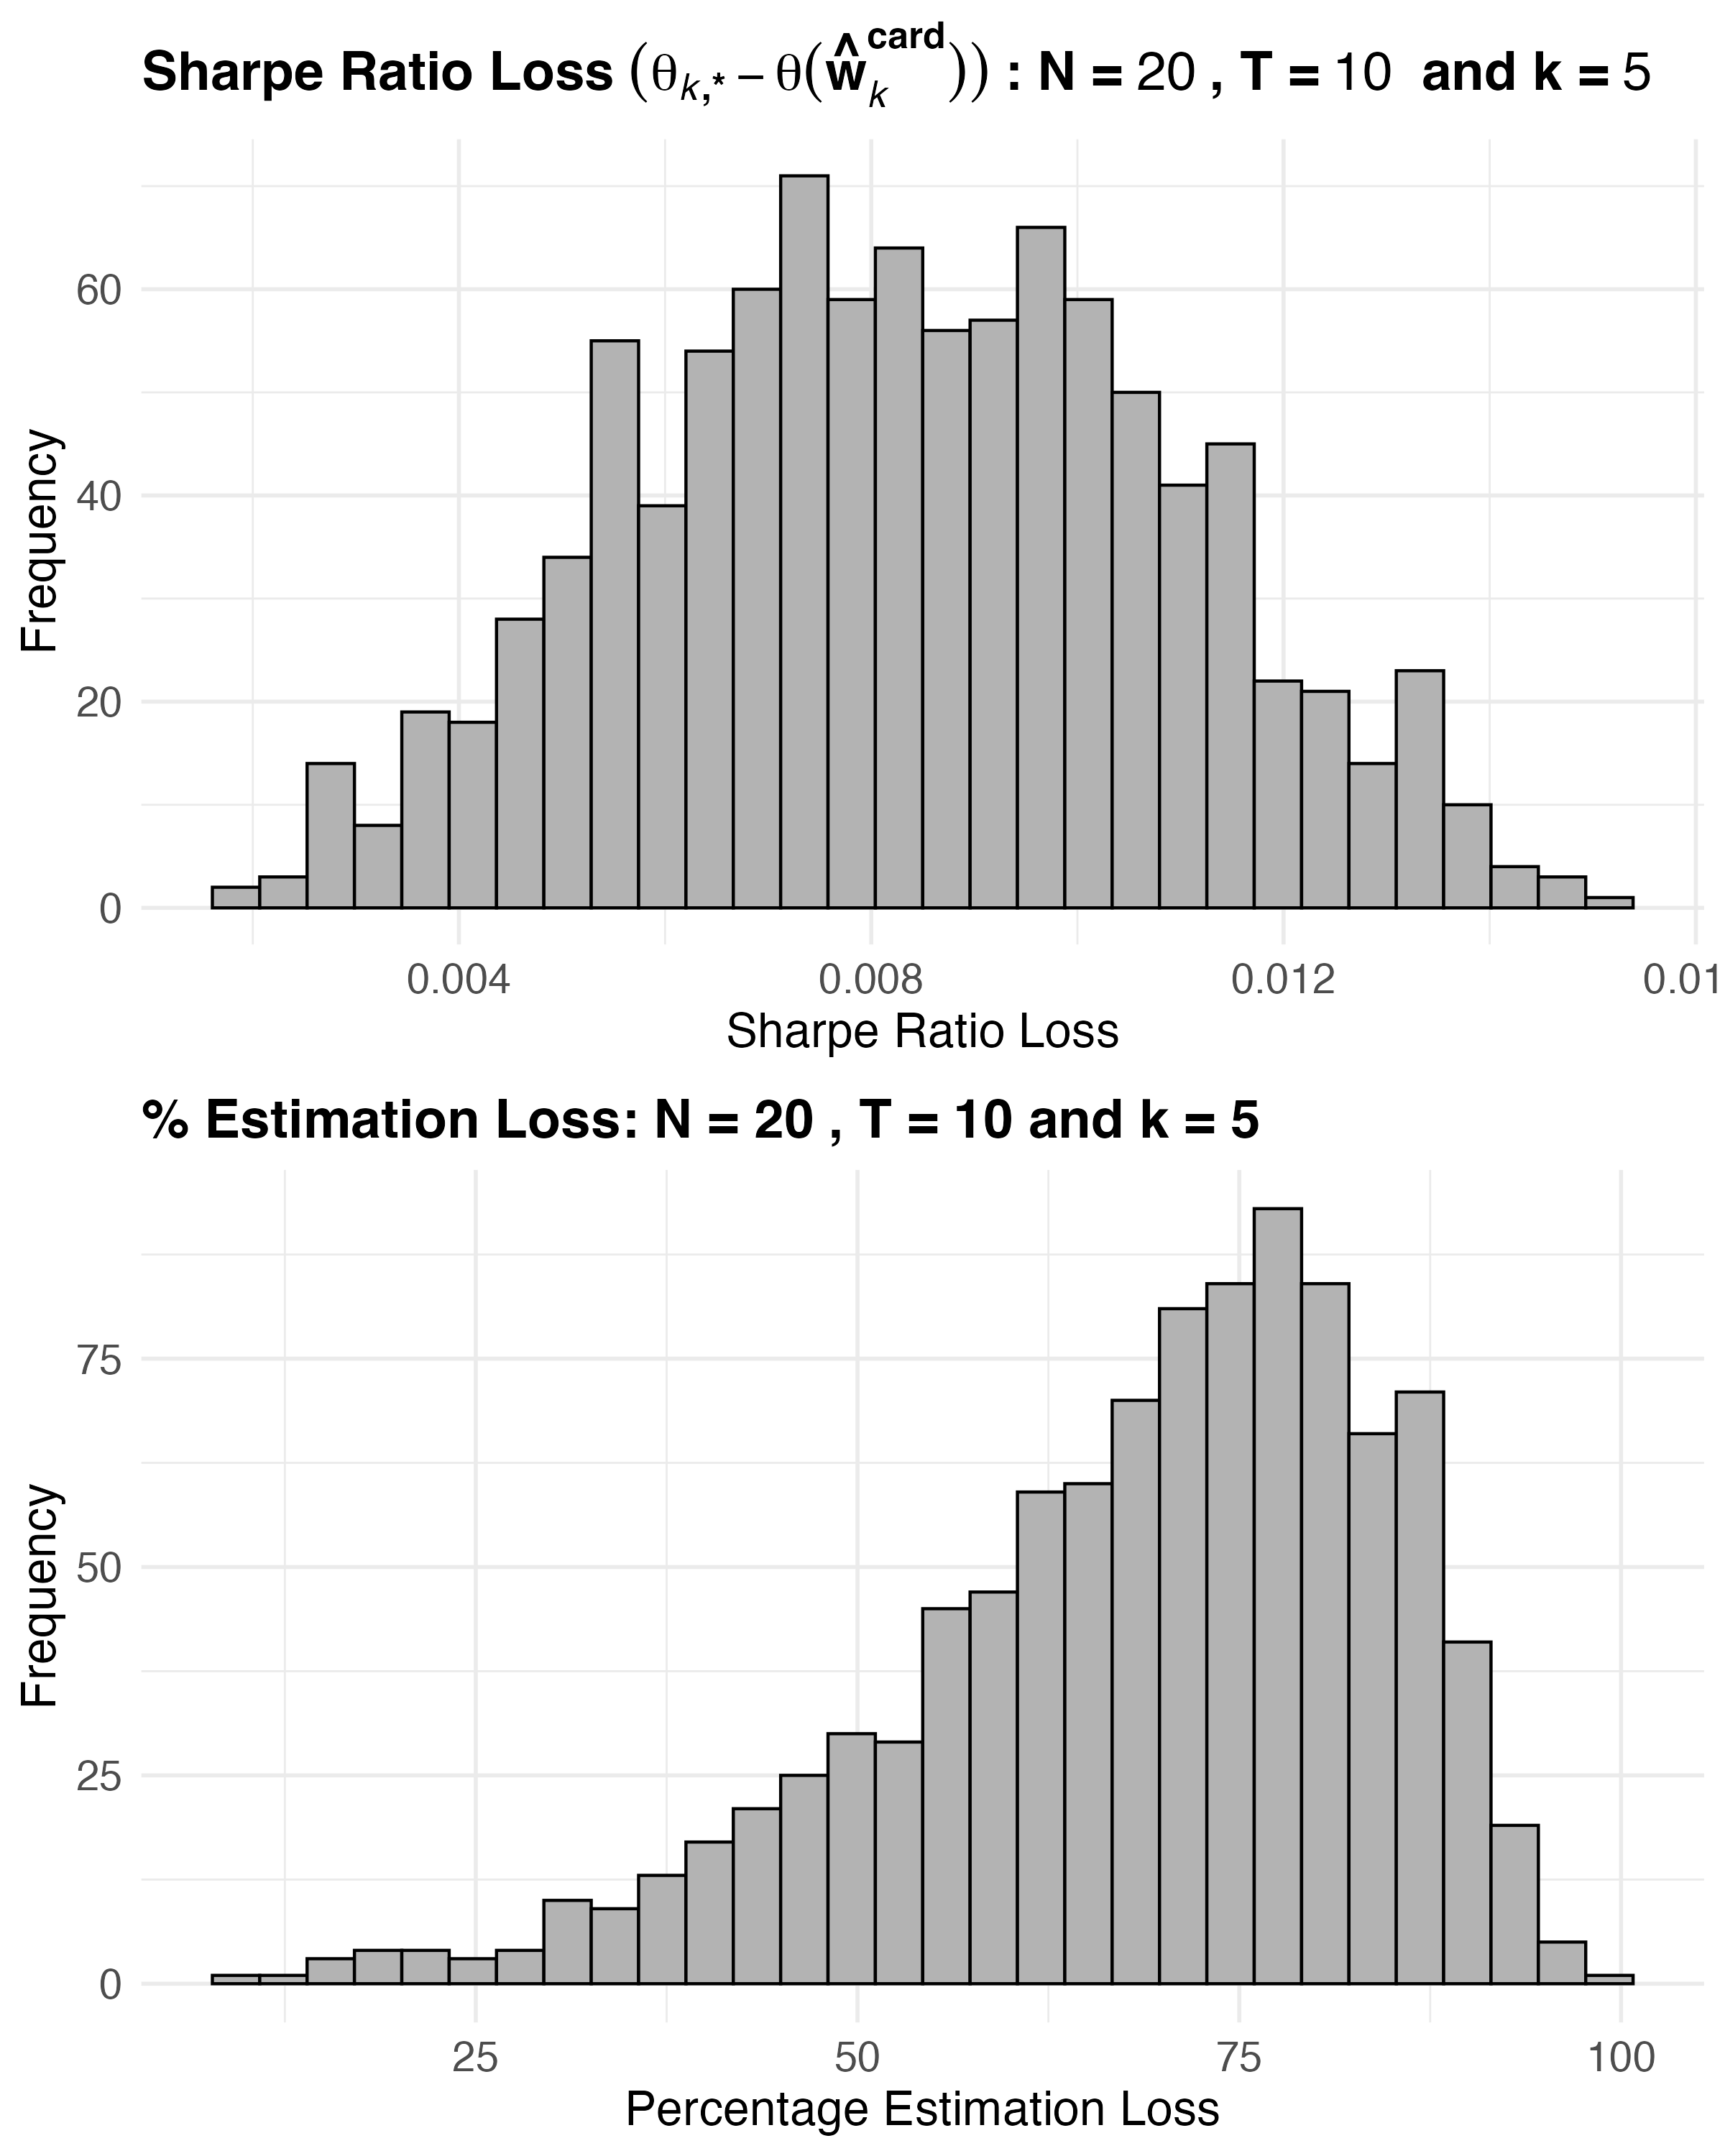 Sharpe Ratio Loss (θk,* − θ(ŵk^card)) : N = 20 , T = 10 and k = 5
Frequency
60
40
20
0
0.004 0.008 0.012 0.01
Sharpe Ratio Loss
% Estimation Loss: N = 20 , T = 10 and k = 5
Frequency
75
50
25
0
25 50 75 100
Percentage Estimation Loss